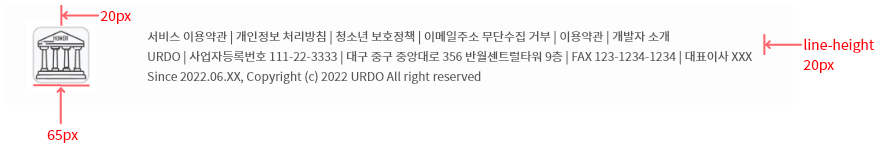 20px
HUMER
서비스 이용약관 | 개인정보 처리방침 | 청소년 보호정책 | 이메일주소 무단수집 거부 | 이용약관 | 개발자 소개
URDO | 사업자등록번호 111-22-3333 | 대구 중구 중앙대로 356 반월센트럴타워 9층 | FAX 123-1234-1234 | 대표이사 XXX
Since 2022.06.XX, Copyright (c) 2022 URDO All right reserved
line-height
20px
65px